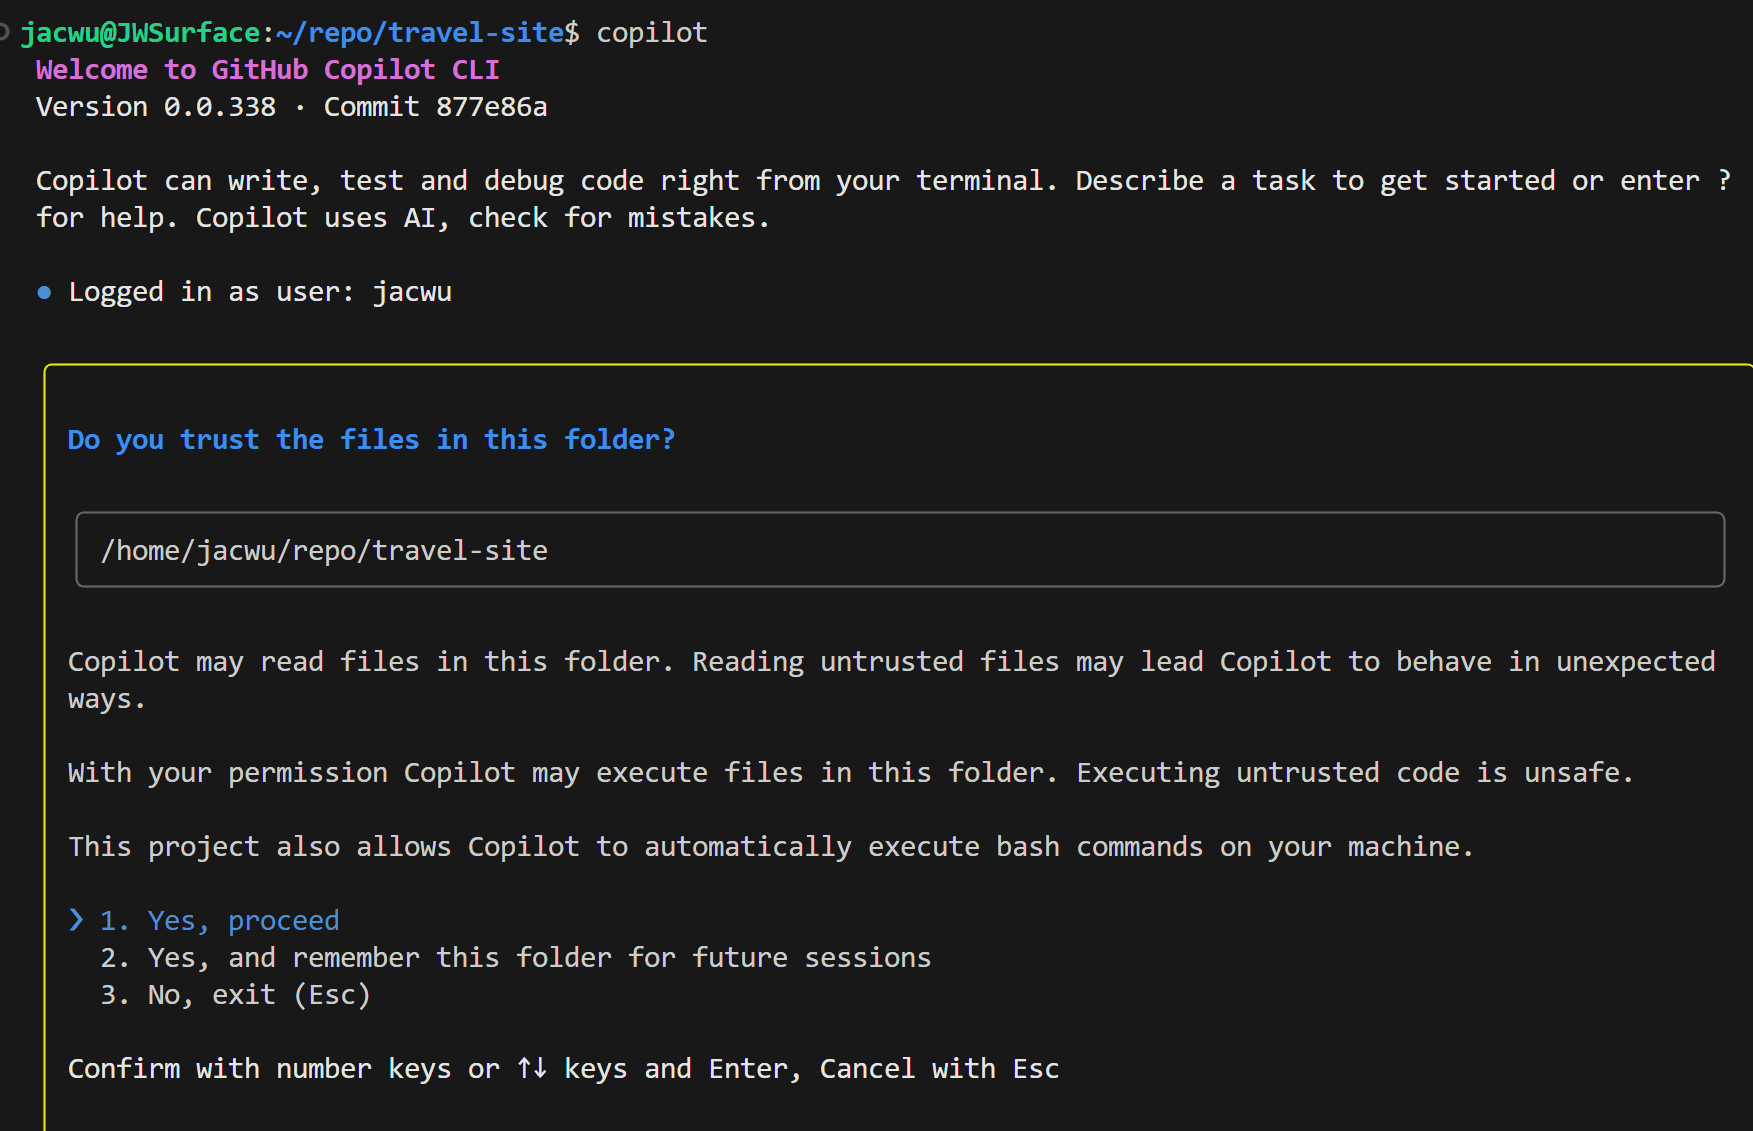 jacwu@JWSurface:~/repo/travel-site$ copilot
Welcome to GitHub Copilot CLI
Version 0.0.338 · Commit 877e86a
Copilot can write, test and debug code right from your terminal. Describe a task to get started or enter ?
for help. Copilot uses AI, check for mistakes.
● Logged in as user: jacwu
Do you trust the files in this folder?
/home/jacwu/repo/travel-site
Copilot may read files in this folder. Reading untrusted files may lead Copilot to behave in unexpected
ways.
With your permission Copilot may execute files in this folder. Executing untrusted code is unsafe.
This project also allows Copilot to automatically execute bash commands on your machine.
❯ 1. Yes, proceed
2. Yes, and remember this folder for future sessions
3. No, exit (Esc)
Confirm with number keys or ↑↓ keys and Enter, Cancel with Esc